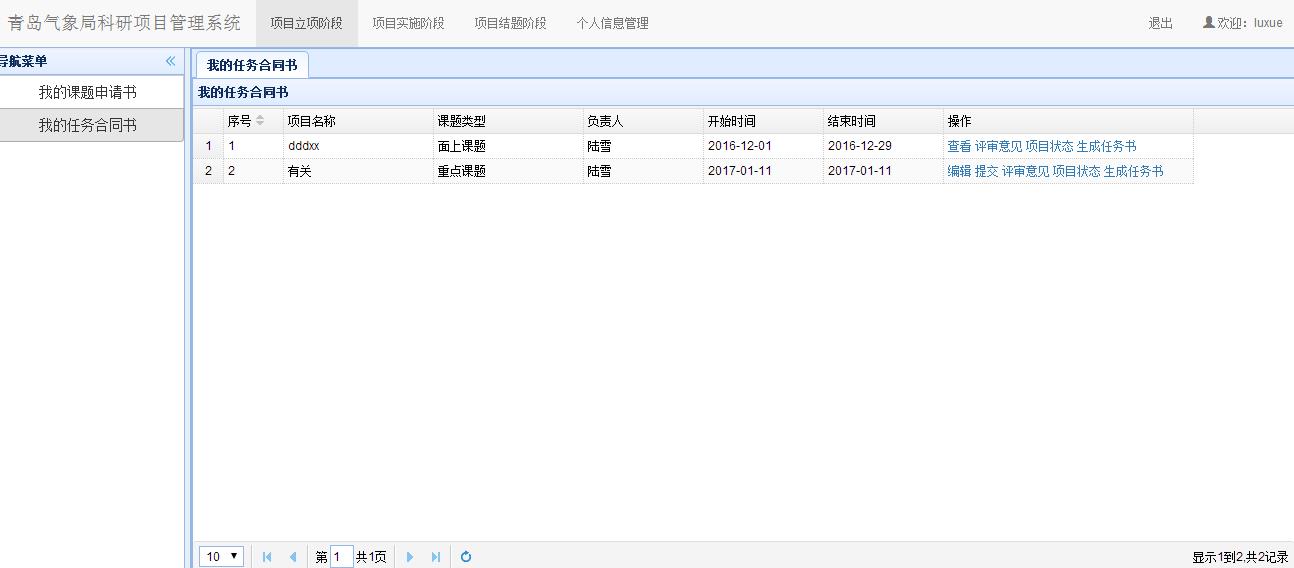 青岛气象局科研项目管理系统 项目立项阶段 项目实施阶段 项目结题阶段 个人信息管理 退出 欢迎：luxue
导航菜单
我的课题申请书
我的任务合同书
我的任务合同书
我的任务合同书
序号 项目名称 课题类型 负责人 开始时间 结束时间 操作
1 1 dddxx 面上课题 陆雪 2016-12-01 2016-12-29 查看 评审意见 项目状态 生成任务书
2 2 有关 重点课题 陆雪 2017-01-11 2017-01-11 编辑 提交 评审意见 项目状态 生成任务书
10 第 1 共1页 显示1到2,共2记录